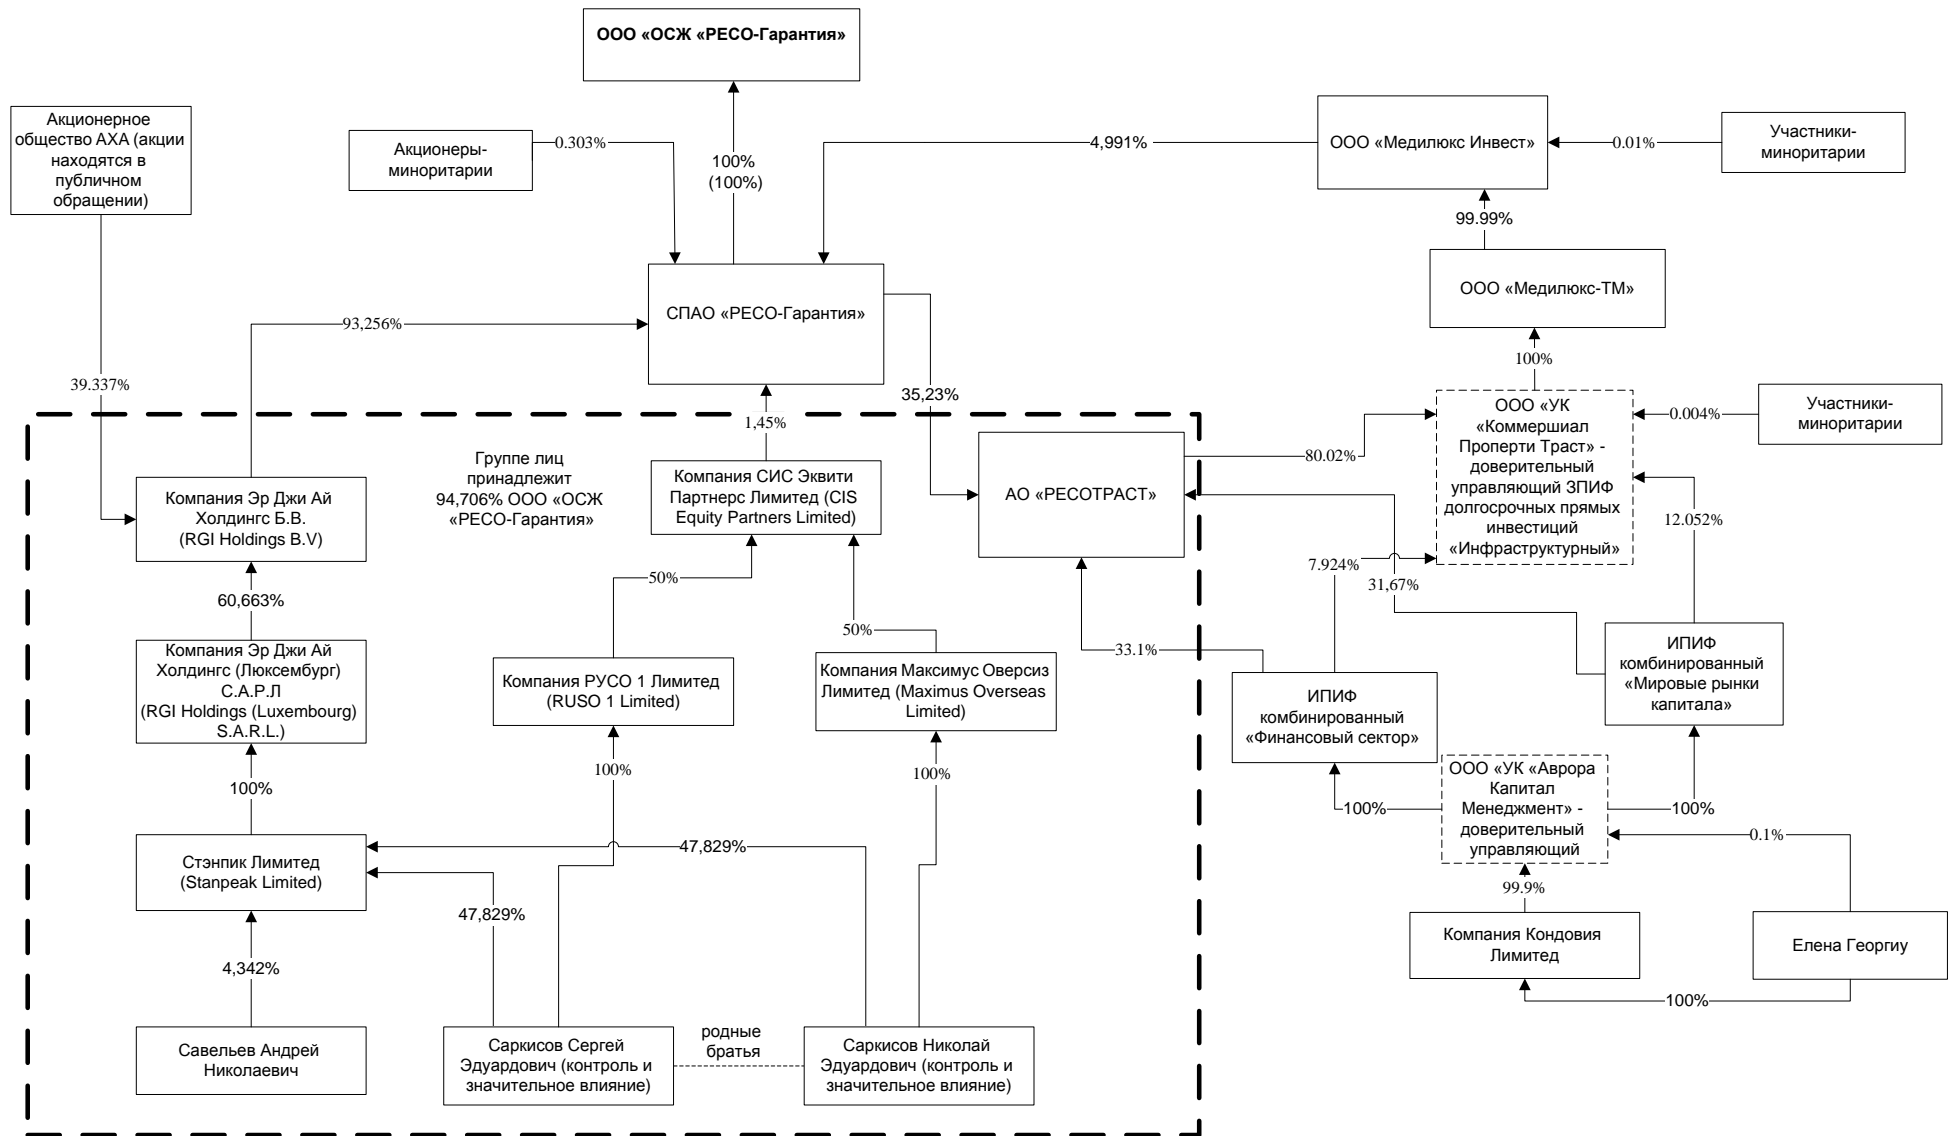 ООО «ОСЖ «РЕСО-Гарантия»
Акционерное
общество АХА (акции
находятся в
публичном
обращении)
Акционеры-
миноритарии
0.303%
100%
(100%)
4,991%
ООО «Медилюкс Инвест»
0.01%
Участники-
миноритарии
99.99%
ООО «Медилюкс-ТМ»
СПАО «РЕСО-Гарантия»
93,256%
39.337%
35,23%
100%
1,45%
Группе лиц
принадлежит
94,706% ООО «ОСЖ
«РЕСО-Гарантия»
Компания СИС Эквити
Партнерс Лимитед (CIS
Equity Partners Limited)
АО «РЕСОТРАСТ»
80.02%
ООО «УК
«Коммершиал
Проперти Траст» -
доверительный
управляющий ЗПИФ
долгосрочных прямых
инвестиций
«Инфраструктурный»
0.004%
Участники-
миноритарии
Компания Эр Джи Ай
Холдингс Б.В.
(RGI Holdings B.V)
12.052%
7.924%
31,67%
60,663%
50%
50%
33.1%
Компания Эр Джи Ай
Холдингс (Люксембург)
С.А.Р.Л
(RGI Holdings (Luxembourg)
S.A.R.L.)
Компания РУСО 1 Лимитед
(RUSO 1 Limited)
Компания Максимус Оверсиз
Лимитед (Maximus Overseas
Limited)
ИПИФ
комбинированный
«Финансовый сектор»
ИПИФ
комбинированный
«Мировые рынки
капитала»
100%
100%
100%
100%
ООО «УК «Аврора
Капитал
Менеджмент» -
доверительный
управляющий
100%
0.1%
Стэнпик Лимитед
(Stanpeak Limited)
47,829%
47,829%
99.9%
Компания Кондовия
Лимитед
Елена Георгиу
100%
4,342%
Савельев Андрей
Николаевич
Саркисов Сергей
Эдуардович (контроль и
значительное влияние)
родные
братья
Саркисов Николай
Эдуардович (контроль и
значительное влияние)